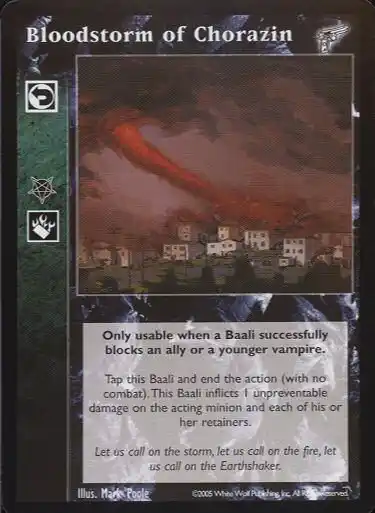 Bloodstorm of Chorazin
Only usable when a Baali successfully
blocks an ally or a younger vampire.
Tap this Baali and end the action (with no
combat). This Baali inflicts 1 unpreventable
damage on the acting minion and each of his or
her retainers.
Let us call on the storm, let us call on the fire, let
us call on the Earthshaker.
Illus. Mark Poole ©2005 White Wolf Publishing, Inc. All Rights Reserved.